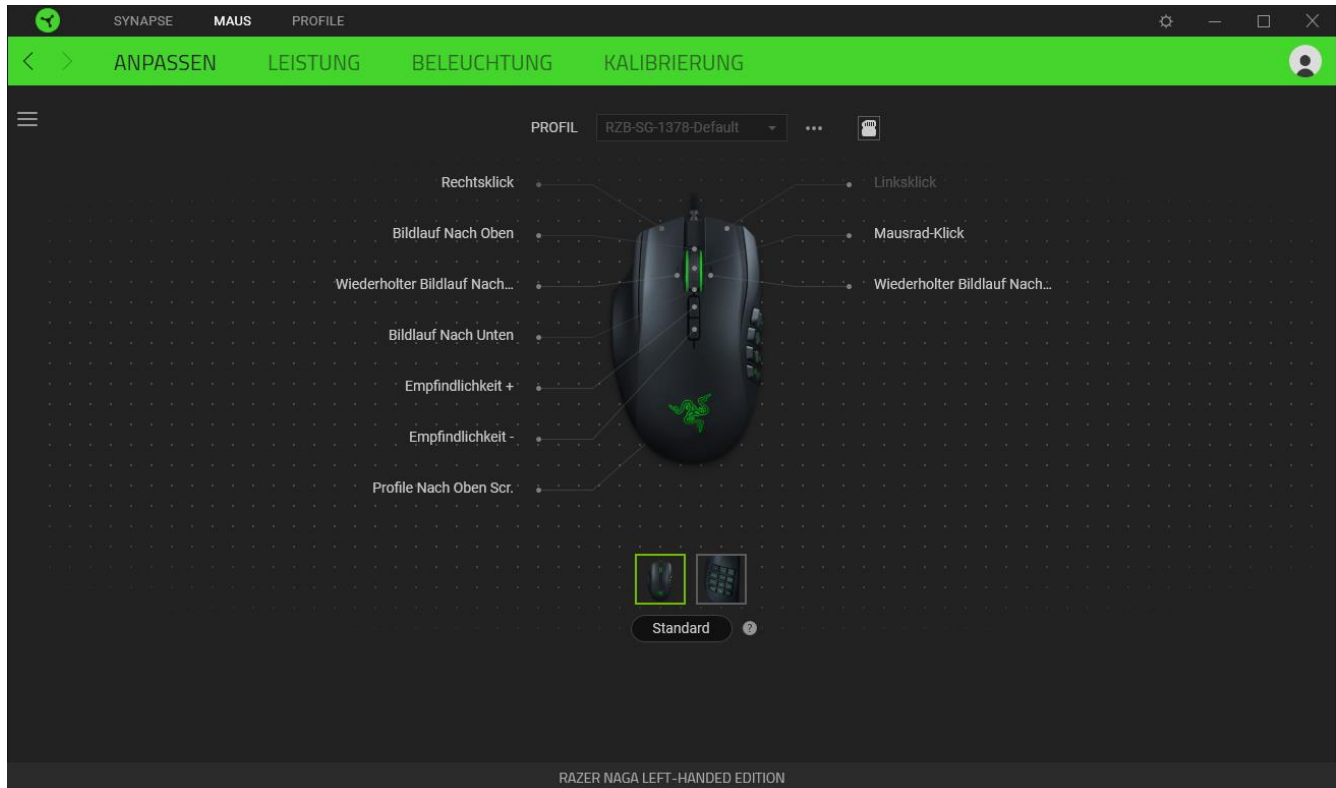 SYNAPSE MAUS PROFILE
ANPASSEN LEISTUNG BELEUCHTUNG KALIBRIERUNG
PROFIL RZB-SG-1378-Default
Rechtsklick Linksklick
Bildlauf Nach Oben Mausrad-Klick
Wiederholter Bildlauf Nach... Wiederholter Bildlauf Nach...
Bildlauf Nach Unten
Empfindlichkeit +
Empfindlichkeit -
Profile Nach Oben Scr.
Standard ?
RAZER NAGA LEFT-HANDED EDITION